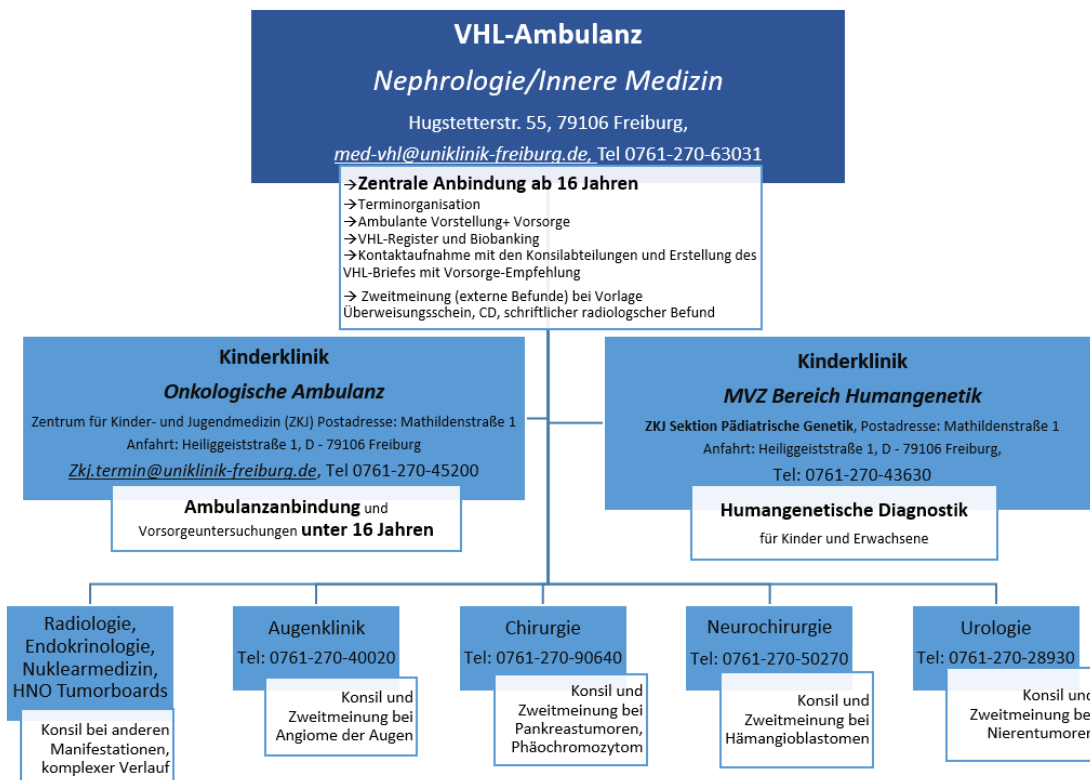 VHL-Ambulanz
Nephrologie/Innere Medizin
Hugstetterstr. 55, 79106 Freiburg,
med-vhl@uniklinik-freiburg.de, Tel 0761-270-63031
→Zentrale Anbindung ab 16 Jahren
→Terminorganisation
→Ambulante Vorstellung+ Vorsorge
→VHL-Register und Biobanking
→Kontaktaufnahme mit den Konsilabteilungen und Erstellung des
VHL-Briefes mit Vorsorge-Empfehlung
→ Zweitmeinung (externe Befunde) bei Vorlage
Überweisungsschein, CD, schriftlicher radiologscher Befund
Kinderklinik
Onkologische Ambulanz
Zentrum für Kinder- und Jugendmedizin (ZKJ) Postadresse: Mathildenstraße 1
Anfahrt: Heiliggeiststraße 1, D - 79106 Freiburg
Zkj.termin@uniklinik-freiburg.de, Tel 0761-270-45200
Ambulanzanbindung und
Vorsorgeuntersuchungen unter 16 Jahren
Kinderklinik
MVZ Bereich Humangenetik
ZKJ Sektion Pädiatrische Genetik, Postadresse: Mathildenstraße 1
Anfahrt: Heiliggeiststraße 1, D - 79106 Freiburg,
Tel: 0761-270-43630
Humangenetische Diagnostik
für Kinder und Erwachsene
Radiologie,
Endokrinologie,
Nuklearmedizin,
HNO Tumorboards
Konsil bei anderen
Manifestationen,
komplexer Verlauf
Augenklinik
Tel: 0761-270-40020
Konsil und
Zweitmeinung bei
Angiome der Augen
Chirurgie
Tel: 0761-270-90640
Konsil und
Zweitmeinung bei
Pankreastumoren,
Phäochromozytom
Neurochirurgie
Tel: 0761-270-50270
Konsil und
Zweitmeinung bei
Hämangioblastomen
Urologie
Tel: 0761-270-28930
Konsil und
Zweitmeinung be
Nierentumore